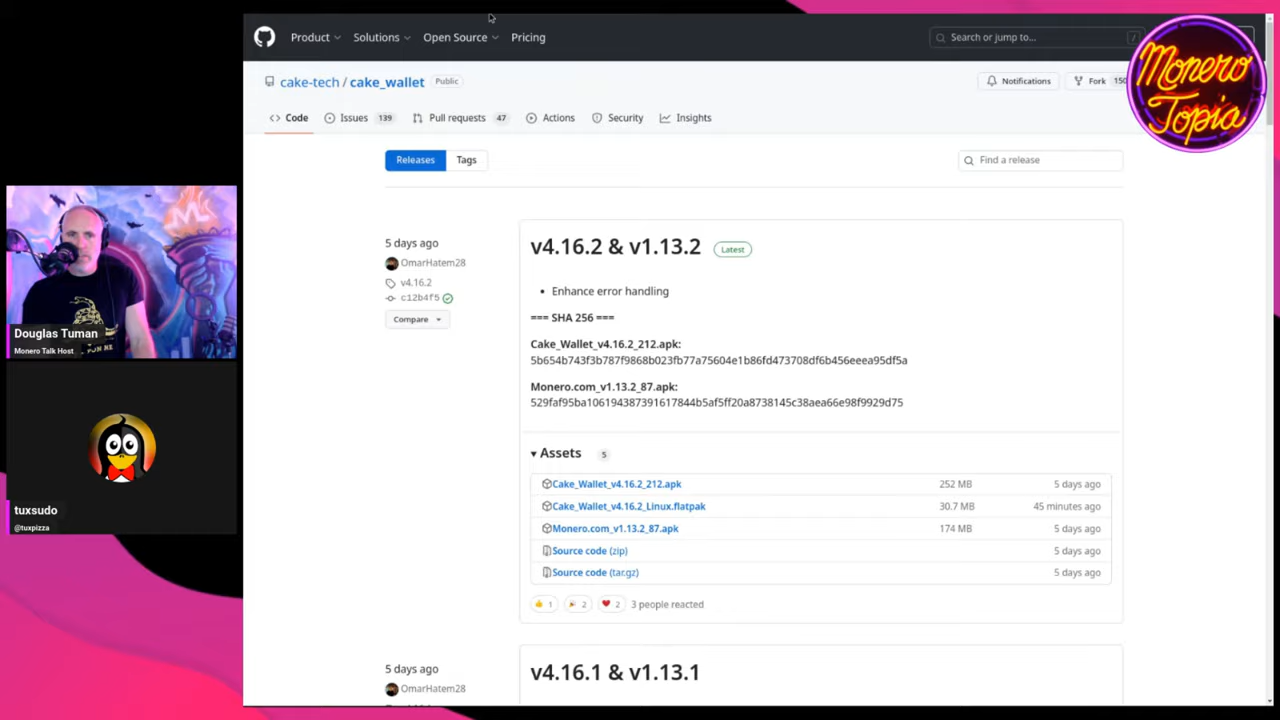 Product
Solutions
Open Source
Pricing
Search or jump to...
/
Monero
Topia
cake-tech / cake_wallet
Public
Notifications
Fork 150
Code
Issues 139
Pull requests 47
Actions
Security
Insights
Releases
Tags
Find a release
5 days ago
OmarHatem28
v4.16.2
c12b4f5
Compare
v4.16.2 & v1.13.2
Latest
• Enhance error handling
=== SHA 256 ===
Cake_Wallet_v4.16.2_212.apk:
5b654b743f3b787f9868b023fb77a75604e1b86fd473708df6b456eeea95df5a
Monero.com_v1.13.2_87.apk:
529faf95ba106194387391617844b5af5ff20a8738145c38aea66e98f9929d75
Assets 5
Cake_Wallet_v4.16.2_212.apk 252 MB 5 days ago
Cake_Wallet_v4.16.2_Linux.flatpak 30.7 MB 45 minutes ago
Monero.com_v1.13.2_87.apk 174 MB 5 days ago
Source code (zip) 5 days ago
Source code (tar.gz) 5 days ago
1 2 2 3 people reacted
5 days ago
OmarHatem28
v4.16.1 & v1.13.1
Douglas Tuman
Monero Talk Host
tuxsudo
@tuxpizza